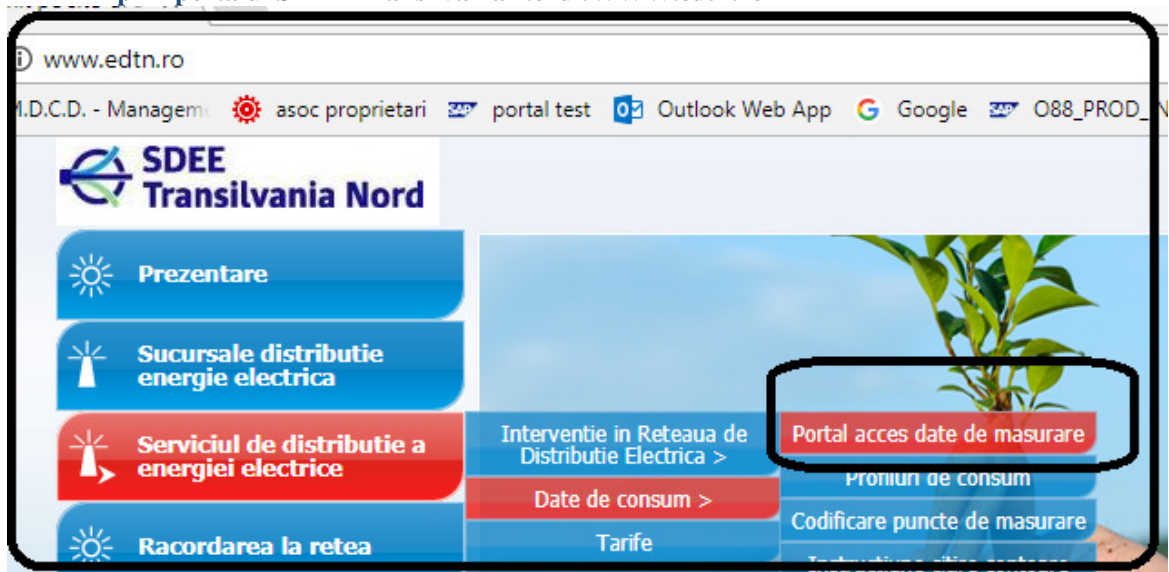 www.edtn.ro
M.D.C.D. - Managem
asoc proprietari
portal test
Outlook Web App
Google
O88_PROD_N
SDEE
Transilvania Nord
Prezentare
Sucursale distributie
energie electrica
Serviciul de distributie a
energiei electrice
Racordarea la retea
Interventie in Reteaua de
Distributie Electrica >
Date de consum >
Tarife
Portal acces date de masurare
Profiluri de consum
Codificare puncte de masurare